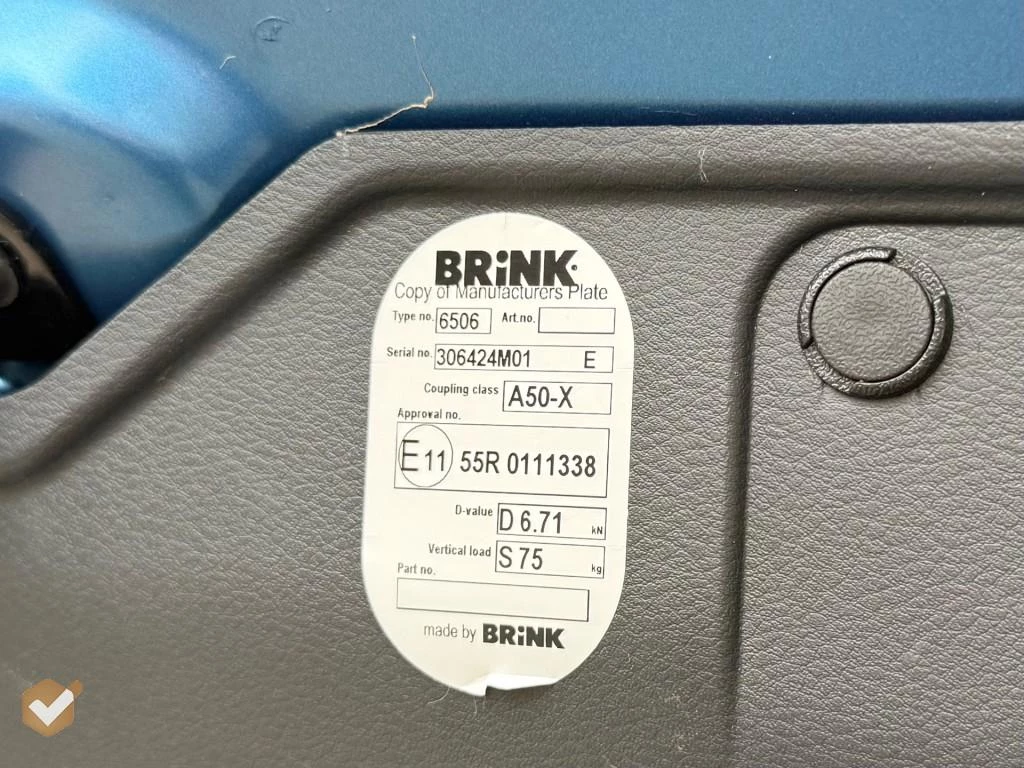 BRiNK
Copy of Manufacturers Plate
Type no. 6506 Art.no.
Serial no. 306424M01 E
Coupling class A50-X
Approval no.
E11 55R 0111338
D-value D 6.71 kN
Vertical load S 75 kg
Part no.
made by BRiNK